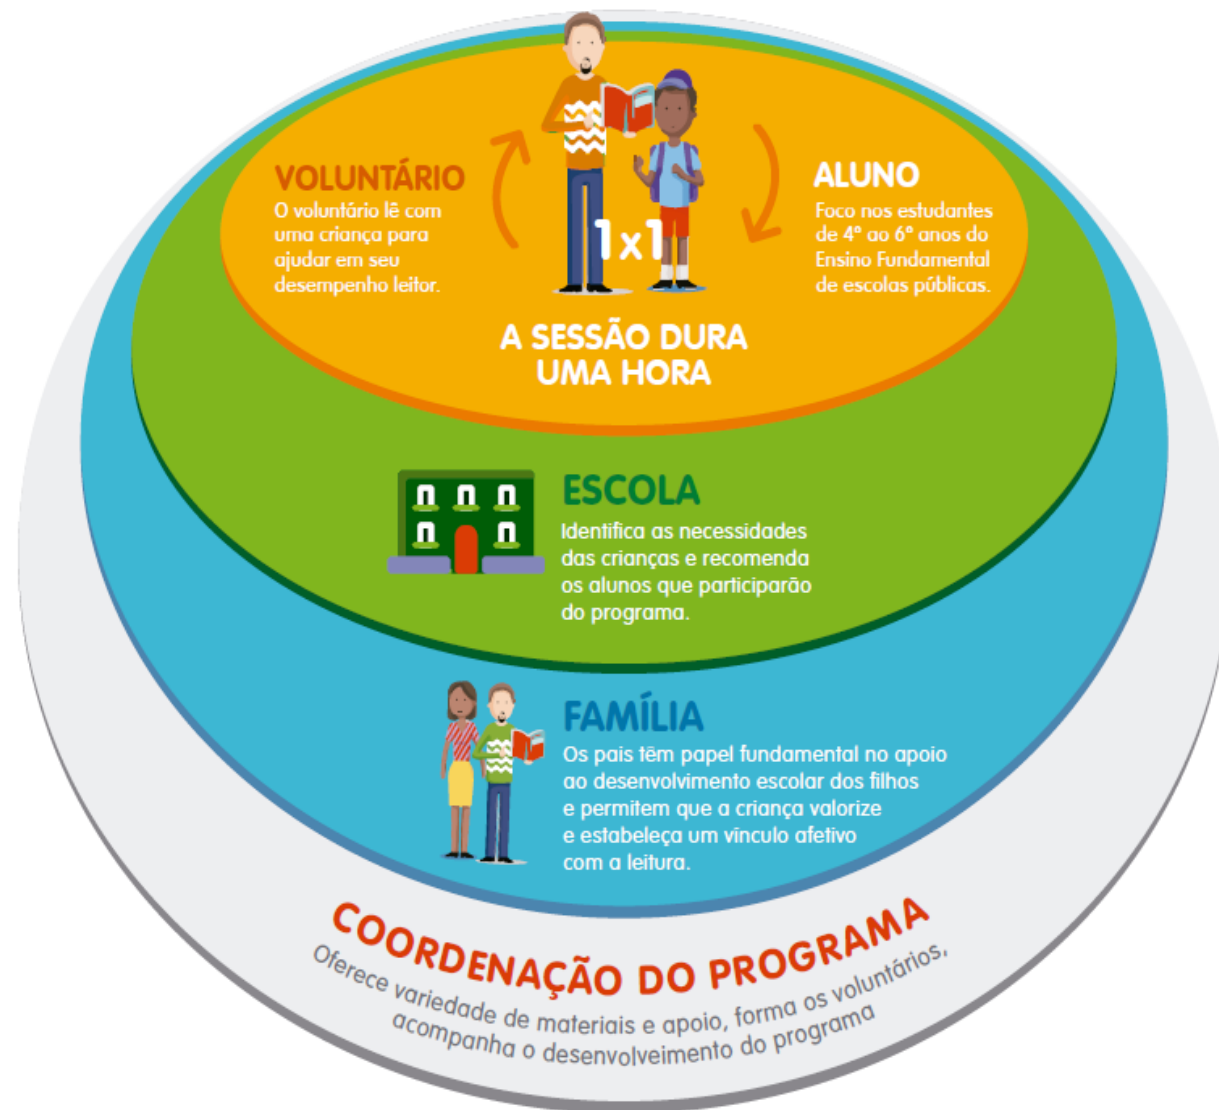 VOLUNTÁRIO
O voluntário lê com
uma criança para
ajudar em seu
desempenho leitor.
1x1
ALUNO
Foco nos estudantes
de 4º ao 6º anos do
Ensino Fundamental
de escolas públicas.
A SESSÃO DURA
UMA HORA
ESCOLA
Identifica as necessidades
das crianças e recomenda
os alunos que participarão
do programa.
FAMÍLIA
Os pais têm papel fundamental no apoio
ao desenvolvimento escolar dos filhos
e permitem que a criança valorize
e estabeleça um vínculo afetivo
com a leitura.
COORDENAÇÃO DO PROGRAMA
Oferece variedade de materiais e apoio, forma os voluntários,
acompanha o desenvolveimento do programa